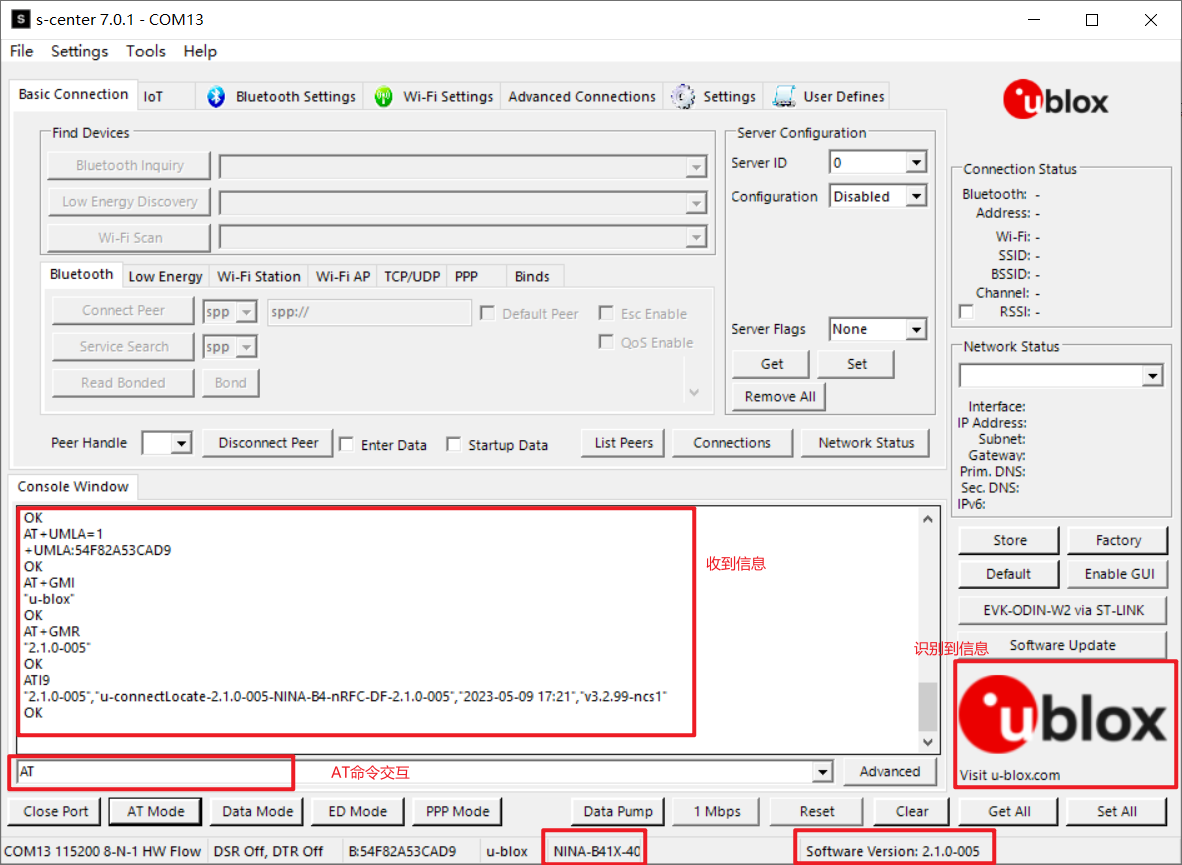 s-center 7.0.1 - COM13
File Settings Tools Help
Basic Connection IoT Bluetooth Settings Wi-Fi Settings Advanced Connections Settings User Defines
ublox
Find Devices
Bluetooth Inquiry
Low Energy Discovery
Wi-Fi Scan
Server Configuration
Server ID 0
Configuration Disabled
Server Flags None
Get Set
Remove All
Bluetooth Low Energy Wi-Fi Station Wi-Fi AP TCP/UDP PPP Binds
Connect Peer spp spp:// Default Peer Esc Enable
Service Search spp QoS Enable
Read Bonded Bond
Peer Handle Disconnect Peer Enter Data Startup Data List Peers Connections Network Status
Connection Status
Bluetooth: -
Address: -
Wi-Fi: -
SSID: -
BSSID: -
Channel: -
RSSI: -
Network Status
Interface:
IP Address:
Subnet:
Gateway:
Prim. DNS:
Sec. DNS:
IPv6:
Store Factory
Default Enable GUI
EVK-ODIN-W2 via ST-LINK
Software Update
识别到信息
ublox
Visit u-blox.com
Console Window
OK
AT+UMLA=1
+UMLA:54F82A53CAD9
OK
AT+GMI
"u-blox"
OK
AT+GMR
"2.1.0-005"
OK
ATI9
"2.1.0-005","u-connectLocate-2.1.0-005-NINA-B4-nRFC-DF-2.1.0-005","2023-05-09 17:21","v3.2.99-ncs1"
OK
收到信息
AT AT命令交互 Advanced
Close Port AT Mode Data Mode ED Mode PPP Mode Data Pump 1 Mbps Reset Clear Get All Set All
COM13 115200 8-N-1 HW Flow DSR Off, DTR Off B:54F82A53CAD9 u-blox NINA-B41X-40 Software Version: 2.1.0-005